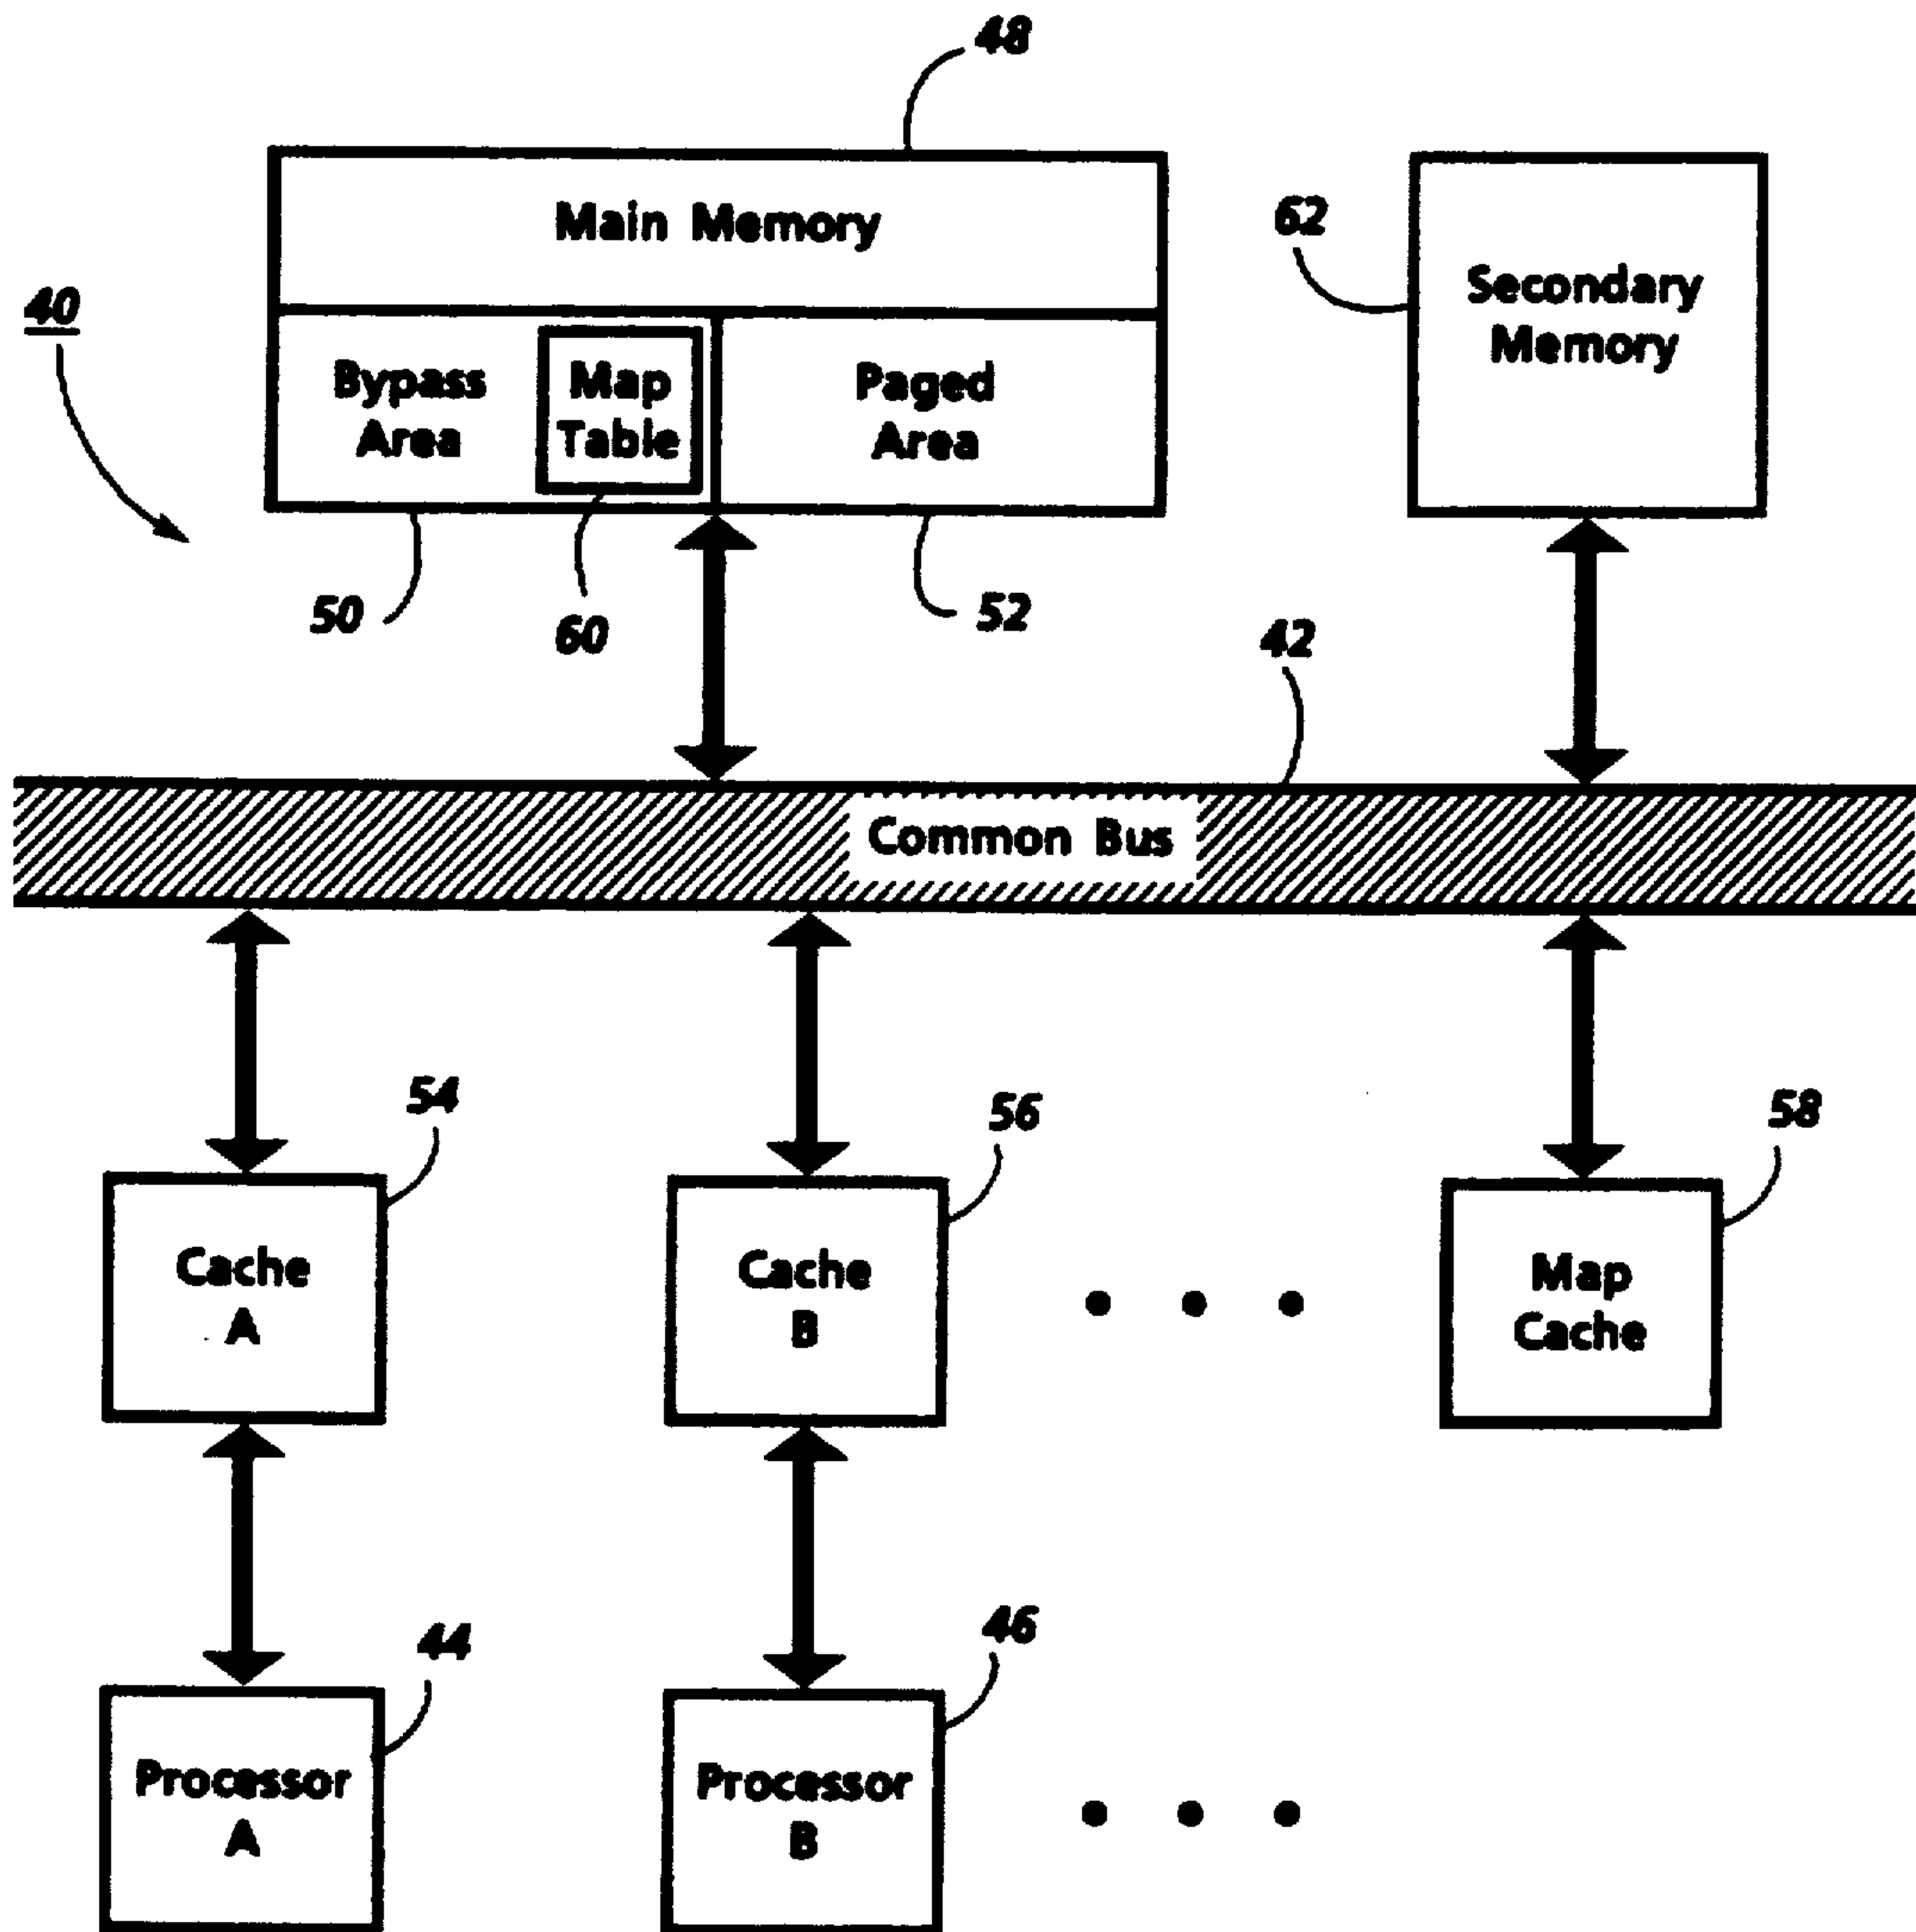 48
Main Memory
62
Secondary
Memory
40
Bypass
Area
Map
Table
Paged
Area
50
60
52
42
Common Bus
54
56
58
Cache
A
Cache
B
Map
Cache
44
46
Processor
A
Processor
B